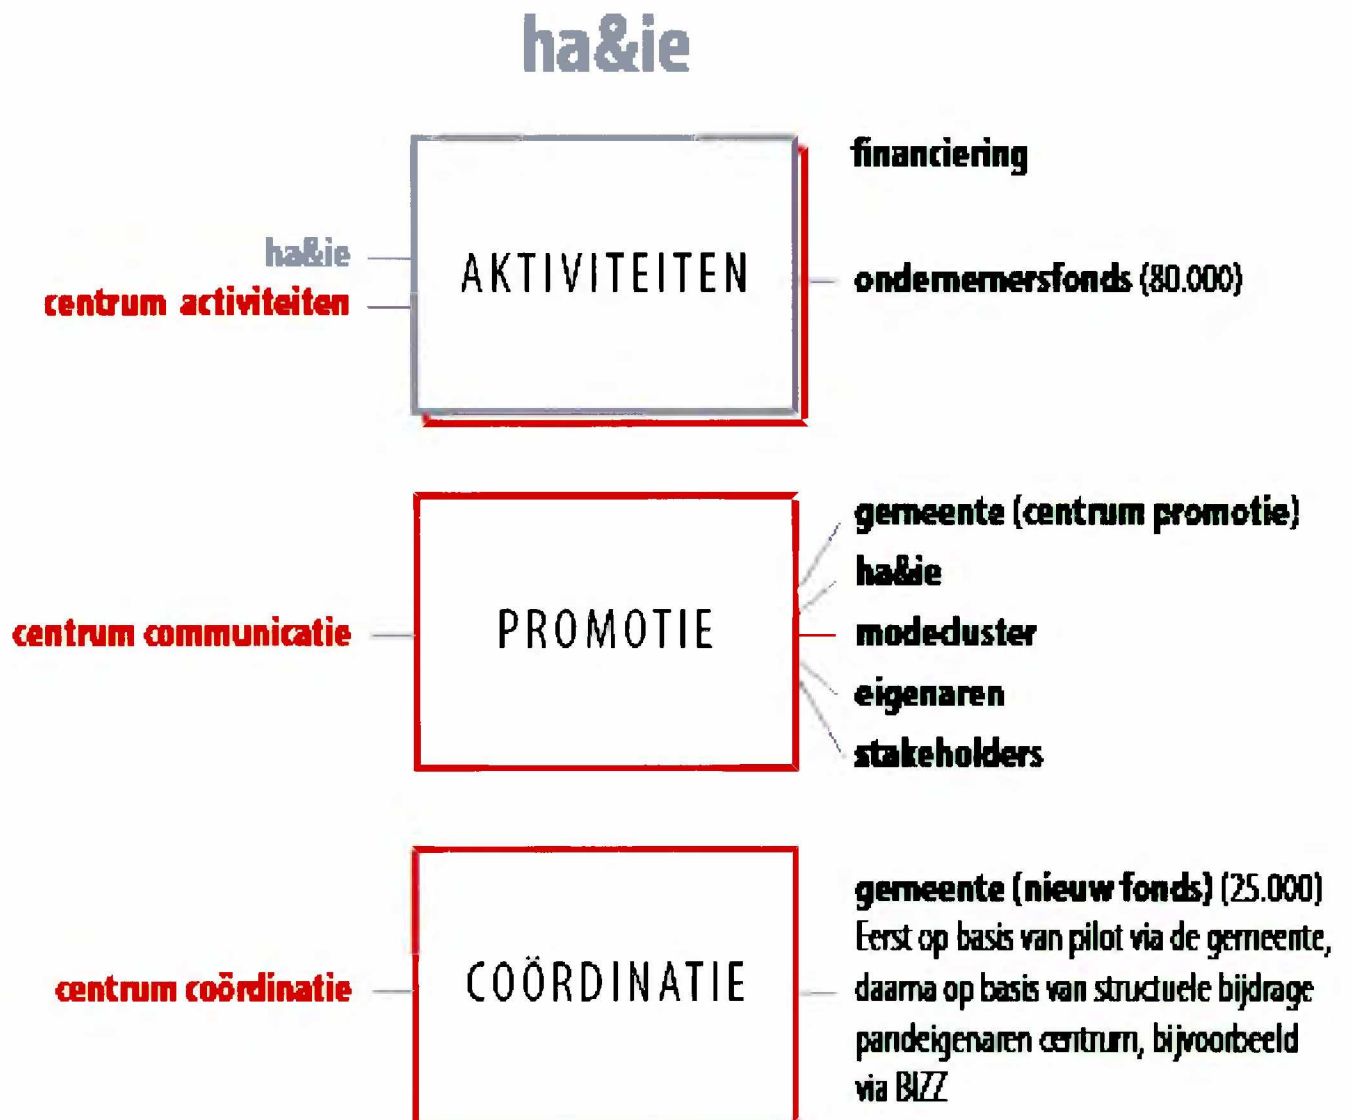 ha&ie
financiering
ha&ie
centrum activiteiten
AKTIVITEITEN
ondernemersfonds (80.000)
centrum communicatie
PROMOTIE
gemeente (centrum promotie)
ha&ie
modecluster
eigenaren
stakeholders
centrum coördinatie
COÖRDINATIE
gemeente (nieuw fonds) (25.000)
Eerst op basis van pilot via de gemeente,
daarna op basis van structuele bijdrage
pandeigenaren centrum, bijvoorbeeld
via BIZZ